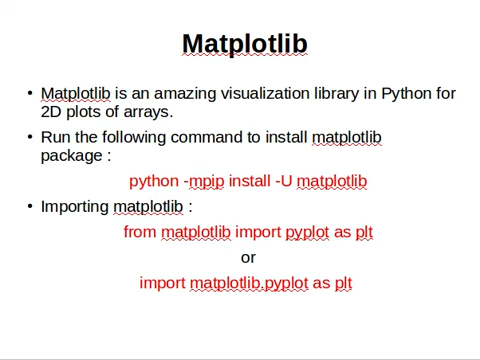 Matplotlib
• Matplotlib is an amazing visualization library in Python for
2D plots of arrays.
• Run the following command to install matplotlib
package :
python -mpip install -U matplotlib
• Importing matplotlib :
from matplotlib import pyplot as plt
or
import matplotlib.pyplot as plt